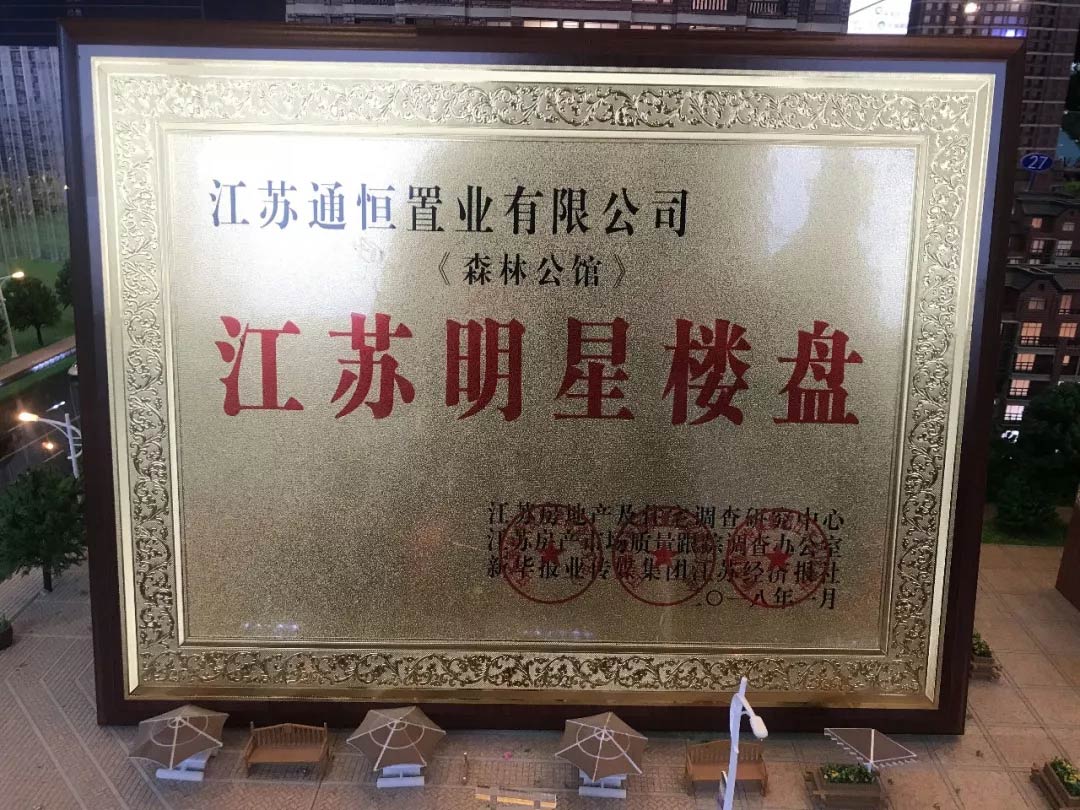 江苏通恒置业有限公司
《森林公馆》
江苏明星楼盘
江苏房地产及住宅调查研究中心
江苏房产市场质量跟踪调查办公室
新华报业传媒集团江苏经济报社
二〇一八年一月
27